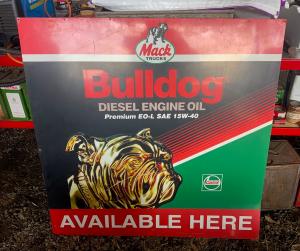 Mack
TRUCKS
Bulldog
DIESEL ENGINE OIL
Premium EO-L SAE 15W-40
AVAILABLE HERE